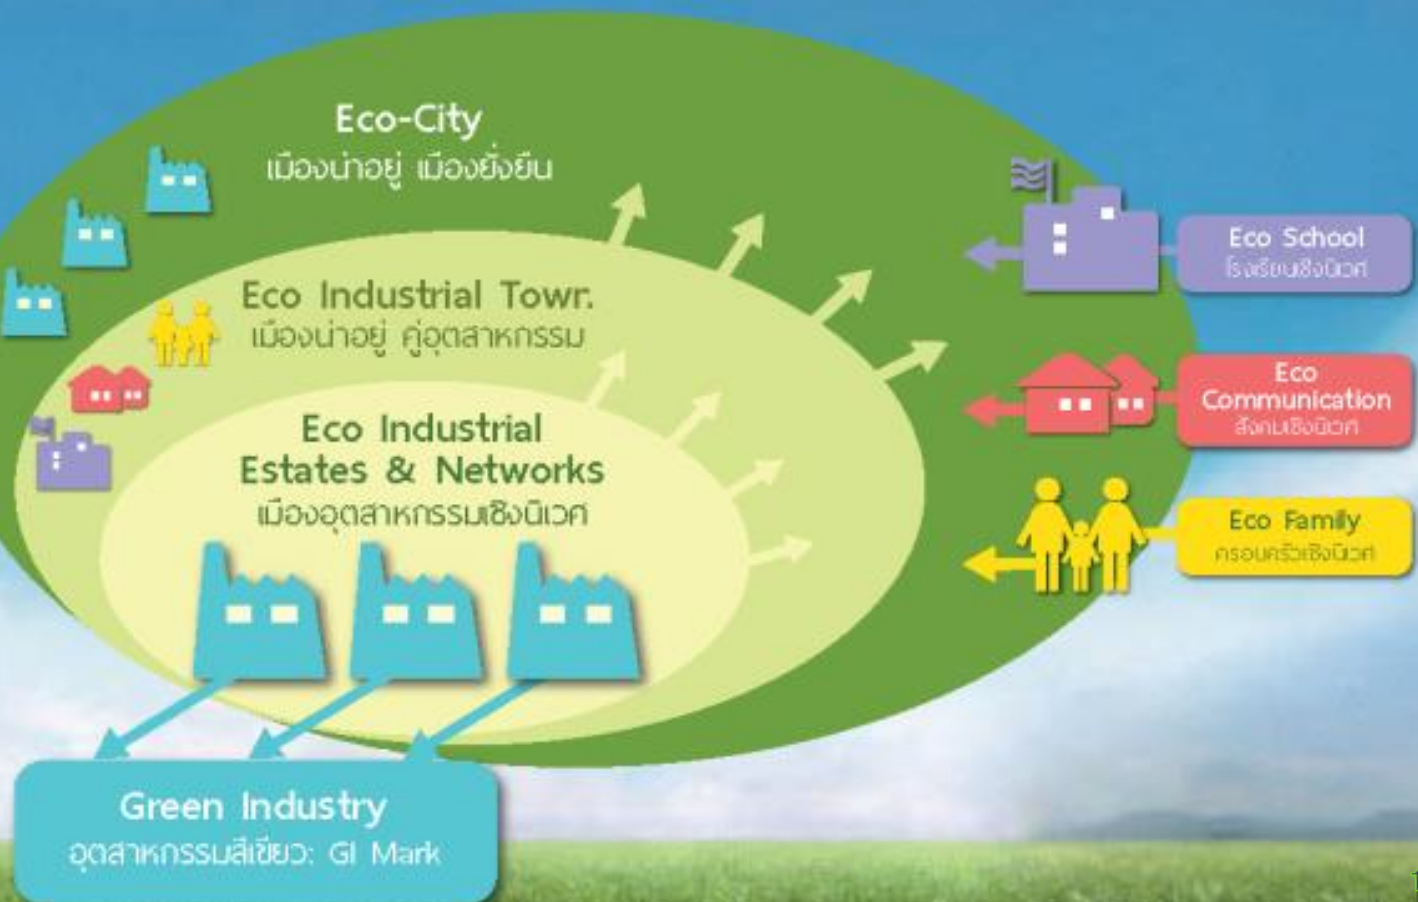 Eco-City
เมืองน่าอยู่ เมืองยั่งยืน
Eco Industrial Towr.
เมืองน่าอยู่ คู่อุตสาหกรรม
Eco Industrial
Estates & Networks
เมืองอุตสาหกรรมเชิงนิเวศ
Eco School
โรงเรียนเชิงนิเวศ
Eco
Communication
สังคมเชิงนิเวศ
Eco Family
ครอบครัวเชิงนิเวศ
Green Industry
อุตสาหกรรมสีเขียว: GI Mark